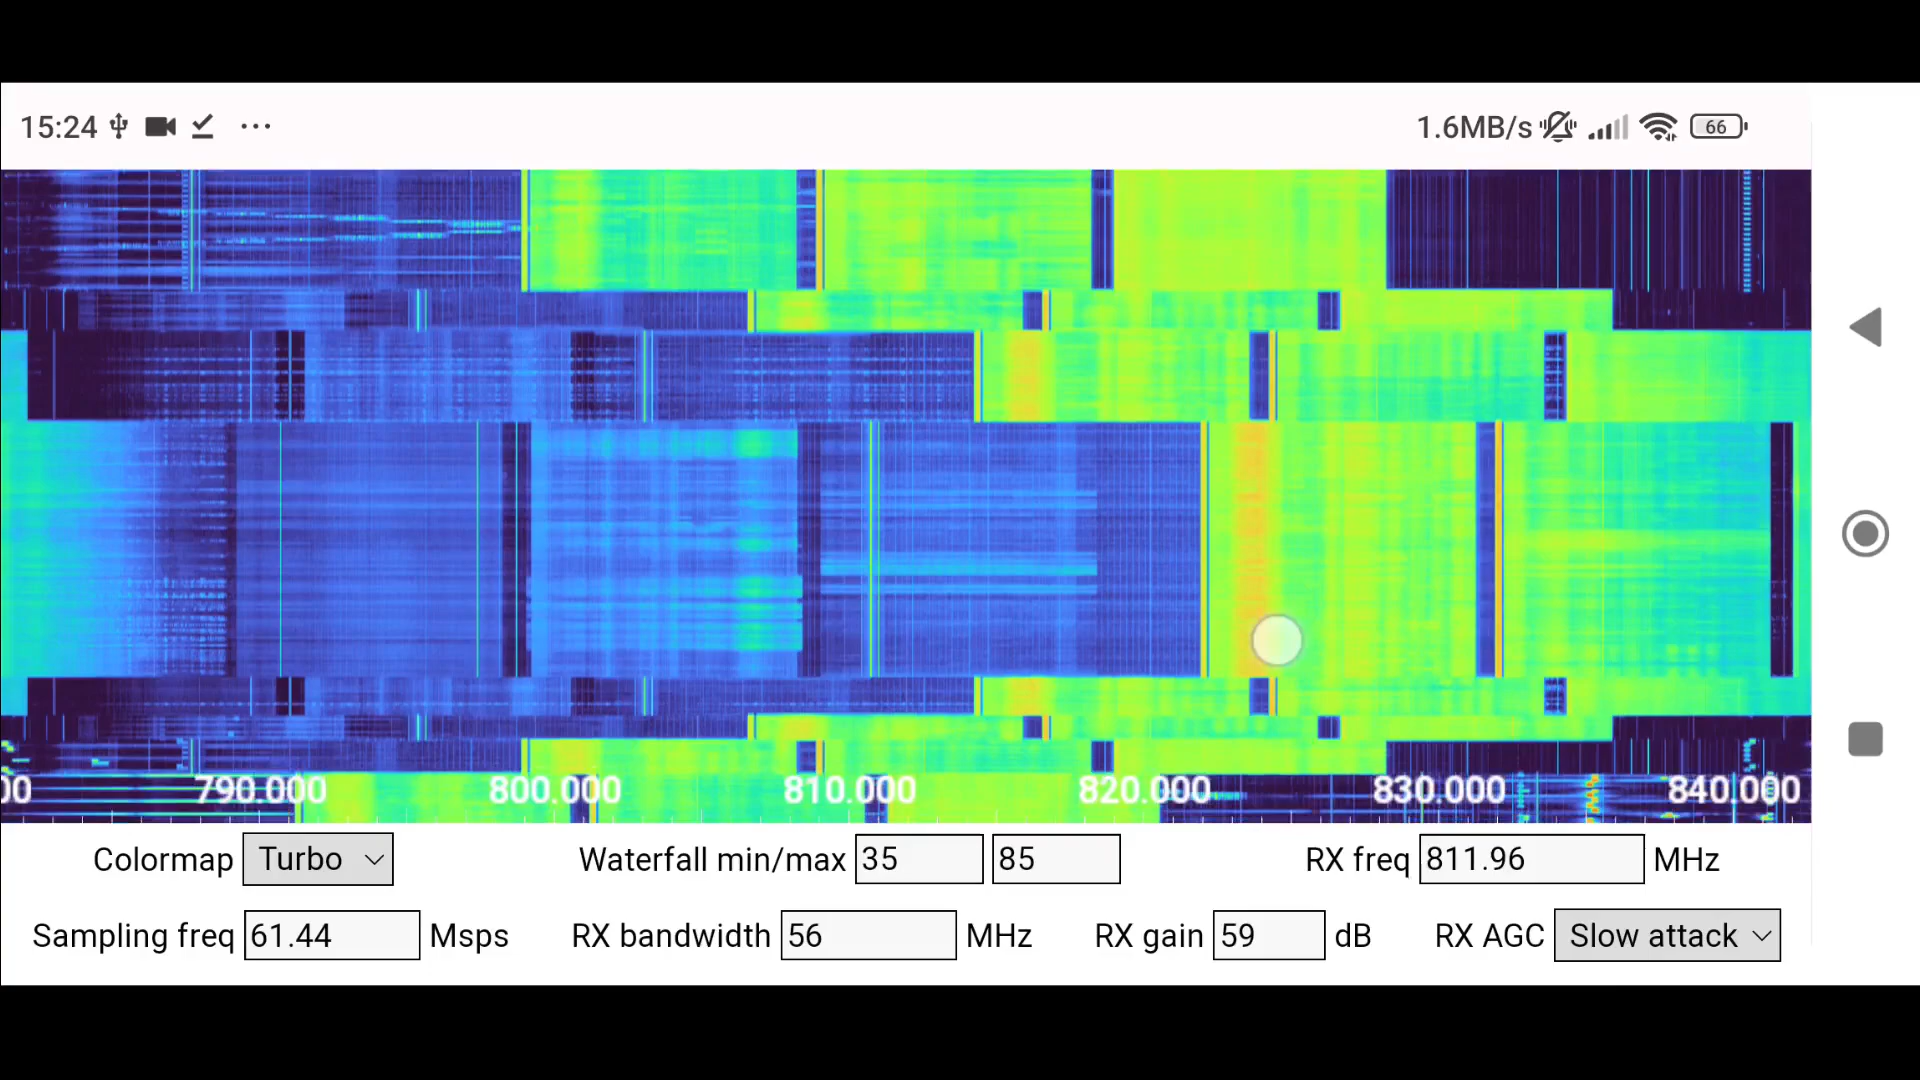 15:24 ... 1.6MB/s 66
00 790.000 800.000 810.000 820.000 830.000 840.000
Colormap Turbo Waterfall min/max 35 85 RX freq 811.96 MHz
Sampling freq 61.44 Msps RX bandwidth 56 MHz RX gain 59 dB RX AGC Slow attack